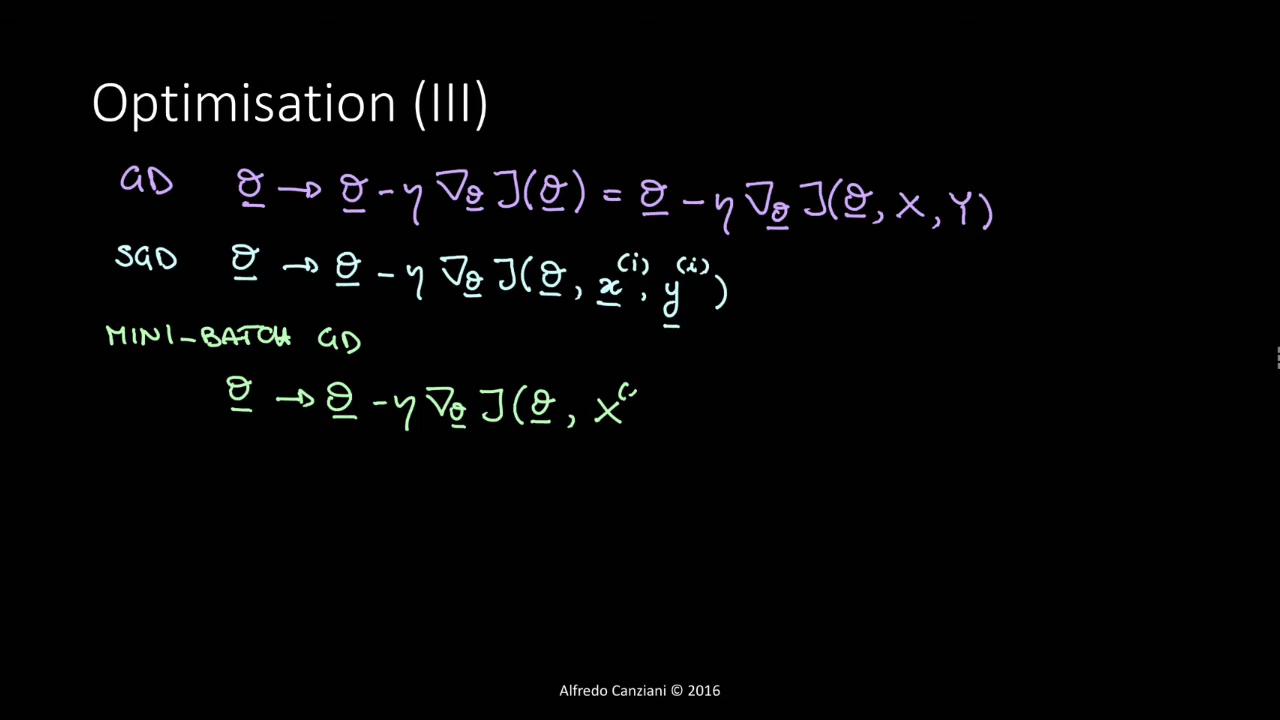 Optimisation (III)
GD θ → θ - η ∇θ J(θ) = θ - η ∇θ J(θ, X, Y)
SGD θ → θ - η ∇θ J(θ, x^(i), y^(i))
MINI-BATCH GD
θ → θ - η ∇θ J(θ, X^(
Alfredo Canziani © 2016